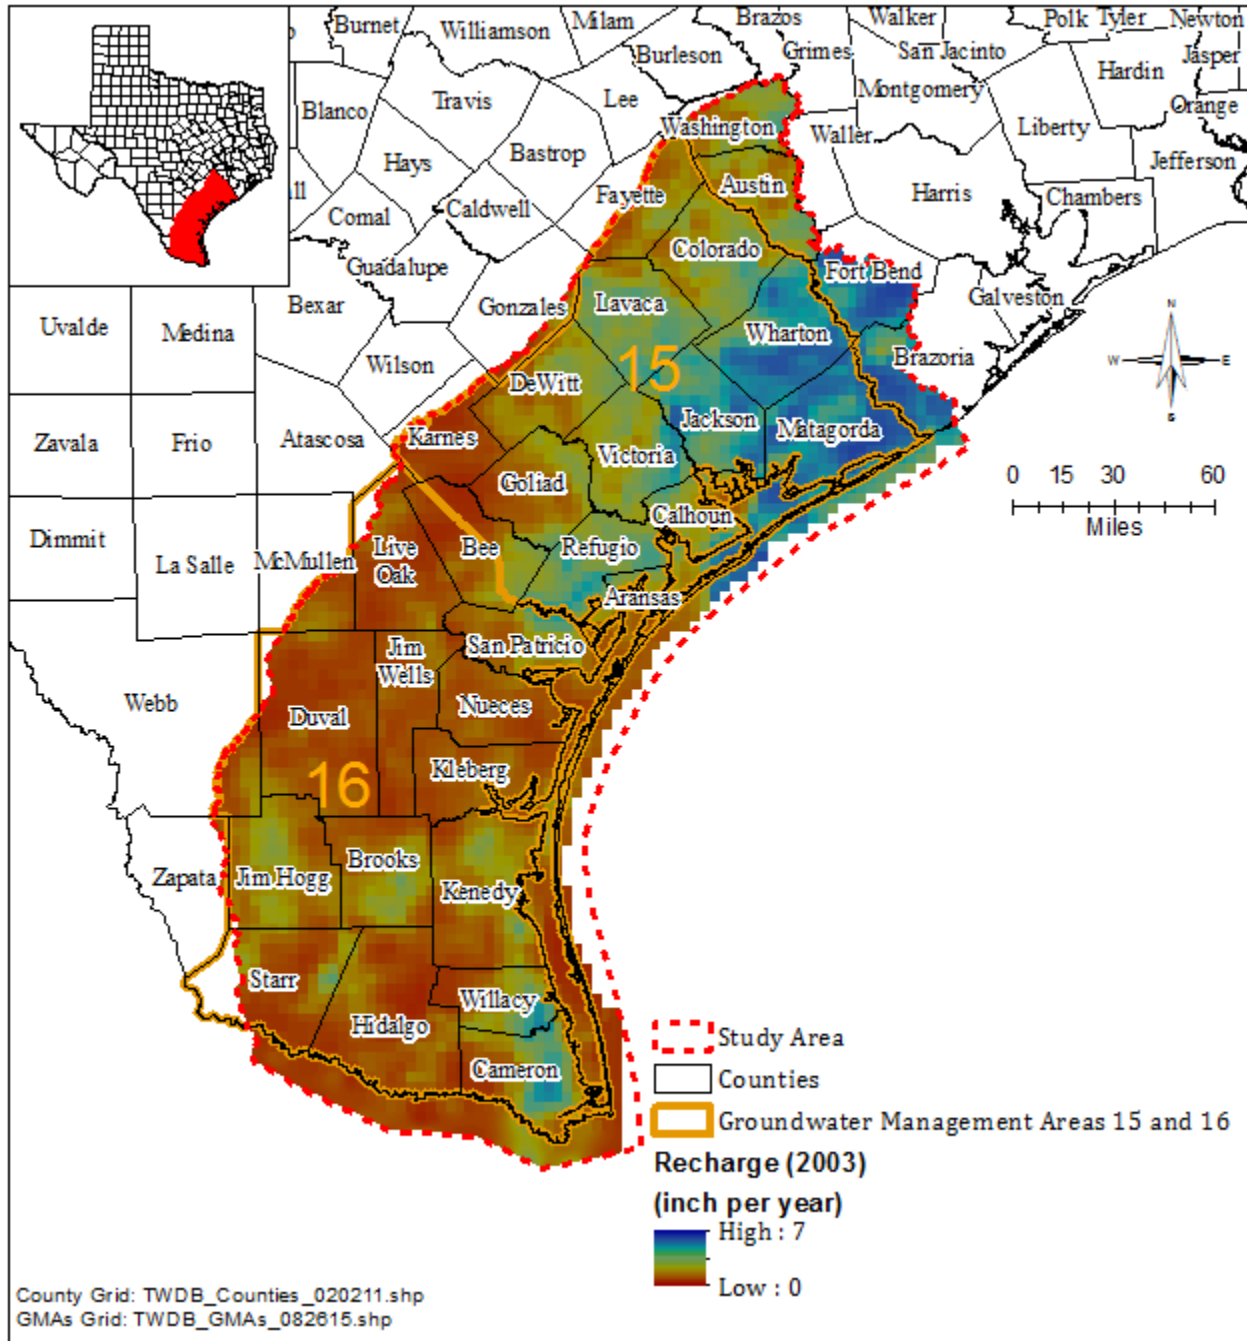 Burnet
Williamson
Milam
Brazos
Walker
Polk
Tyler
Newton
Burleson
Grimes
San Jacinto
Jasper
Hardin
Montgomery
Blanco
Travis
Lee
Orange
Washington
Waller
Liberty
Hays
Bastrop
Jefferson
all
Fayette
Austin
Harris
Chambers
Comal
Caldwell
Colorado
Guadalupe
Fort Bend
Bexar
Gonzales
Lavaca
Galveston
Uvalde
Medina
Wharton
N
Wilson
15
Brazoria
W
E
DeWitt
S
Jackson
Matagorda
Zavala
Frio
Atascosa
Karnes
Victoria
0 15 30 60
Miles
Goliad
Calhoun
Dimmit
La Salle
McMullen
Live
Oak
Bee
Refugio
Aransas
San Patricio
Jim
Wells
Webb
Duval
Nueces
16
Kleberg
Zapata
Jim Hogg
Brooks
Kenedy
Starr
Willacy
Hidalgo
Cameron
Study Area
Counties
Groundwater Management Areas 15 and 16
Recharge (2003)
(inch per year)
High : 7
Low : 0
County Grid: TWDB_Counties_020211.shp
GMAs Grid: TWDB_GMAs_082615.shp